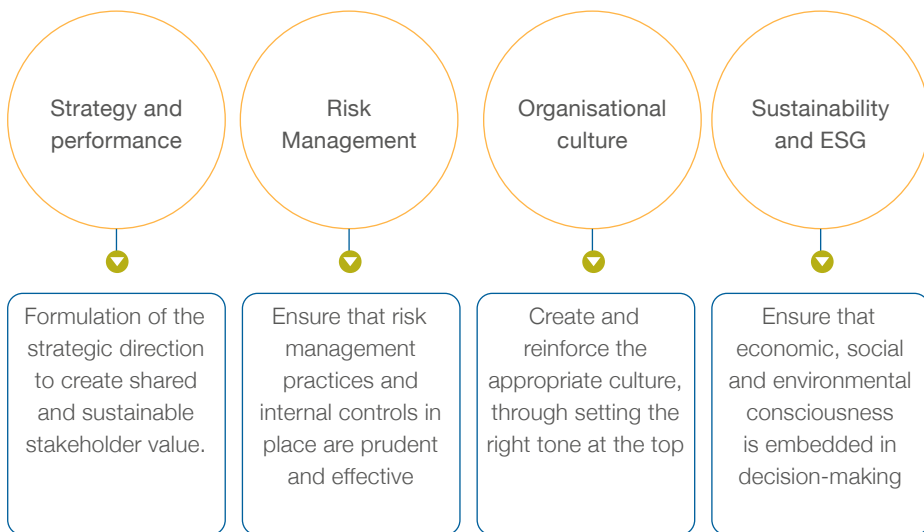 Strategy and
performance
Risk
Management
Organisational
culture
Sustainability
and ESG
Formulation of the
strategic direction
to create shared
and sustainable
stakeholder value.
Ensure that risk
management
practices and
internal controls in
place are prudent
and effective
Create and
reinforce the
appropriate culture,
through setting the
right tone at the top
Ensure that
economic, social
and environmental
consciousness
is embedded in
decision-making